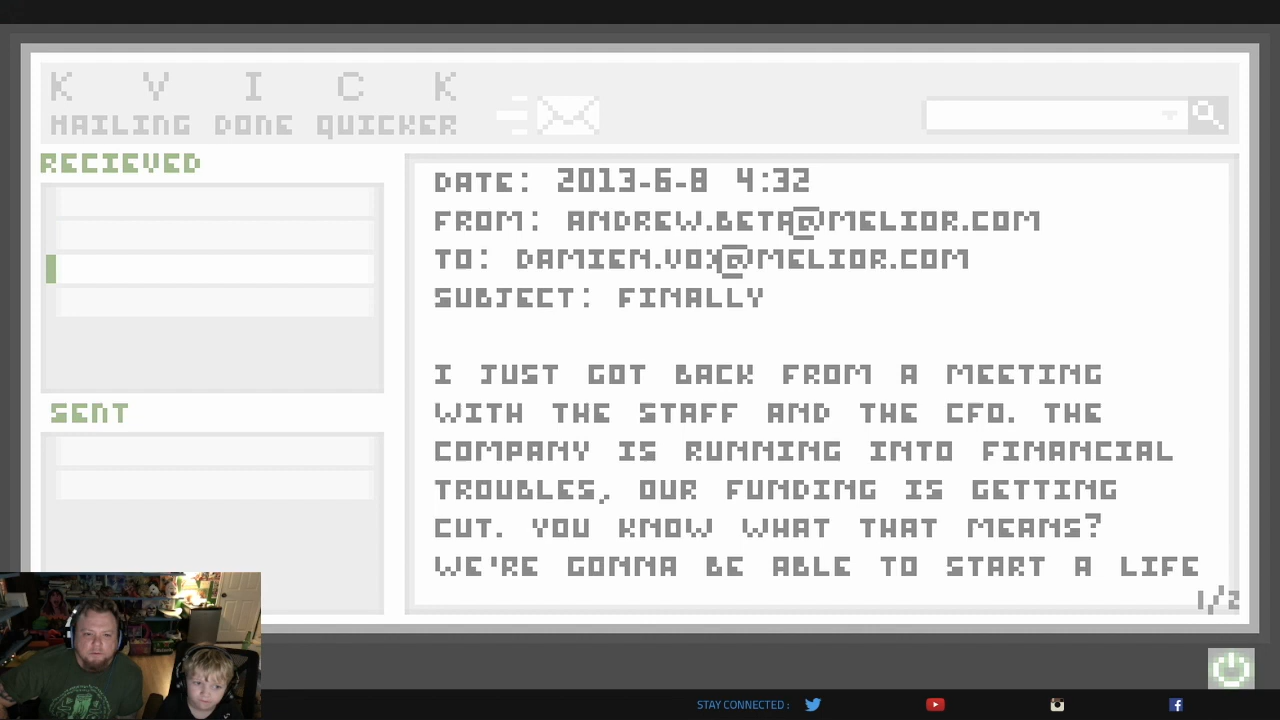 K V I C K
MAILING DONE QUICKER
RECIEVED
DATE: 2013-6-8 4:32
FROM: ANDREW.BETA@MELIOR.COM
TO: DAMIEN.VOX@MELIOR.COM
SUBJECT: FINALLY
I JUST GOT BACK FROM A MEETING
WITH THE STAFF AND THE CFO. THE
COMPANY IS RUNNING INTO FINANCIAL
TROUBLES, OUR FUNDING IS GETTING
CUT. YOU KNOW WHAT THAT MEANS?
WE'RE GONNA BE ABLE TO START A LIFE
1/2
SENT
STAY CONNECTED :